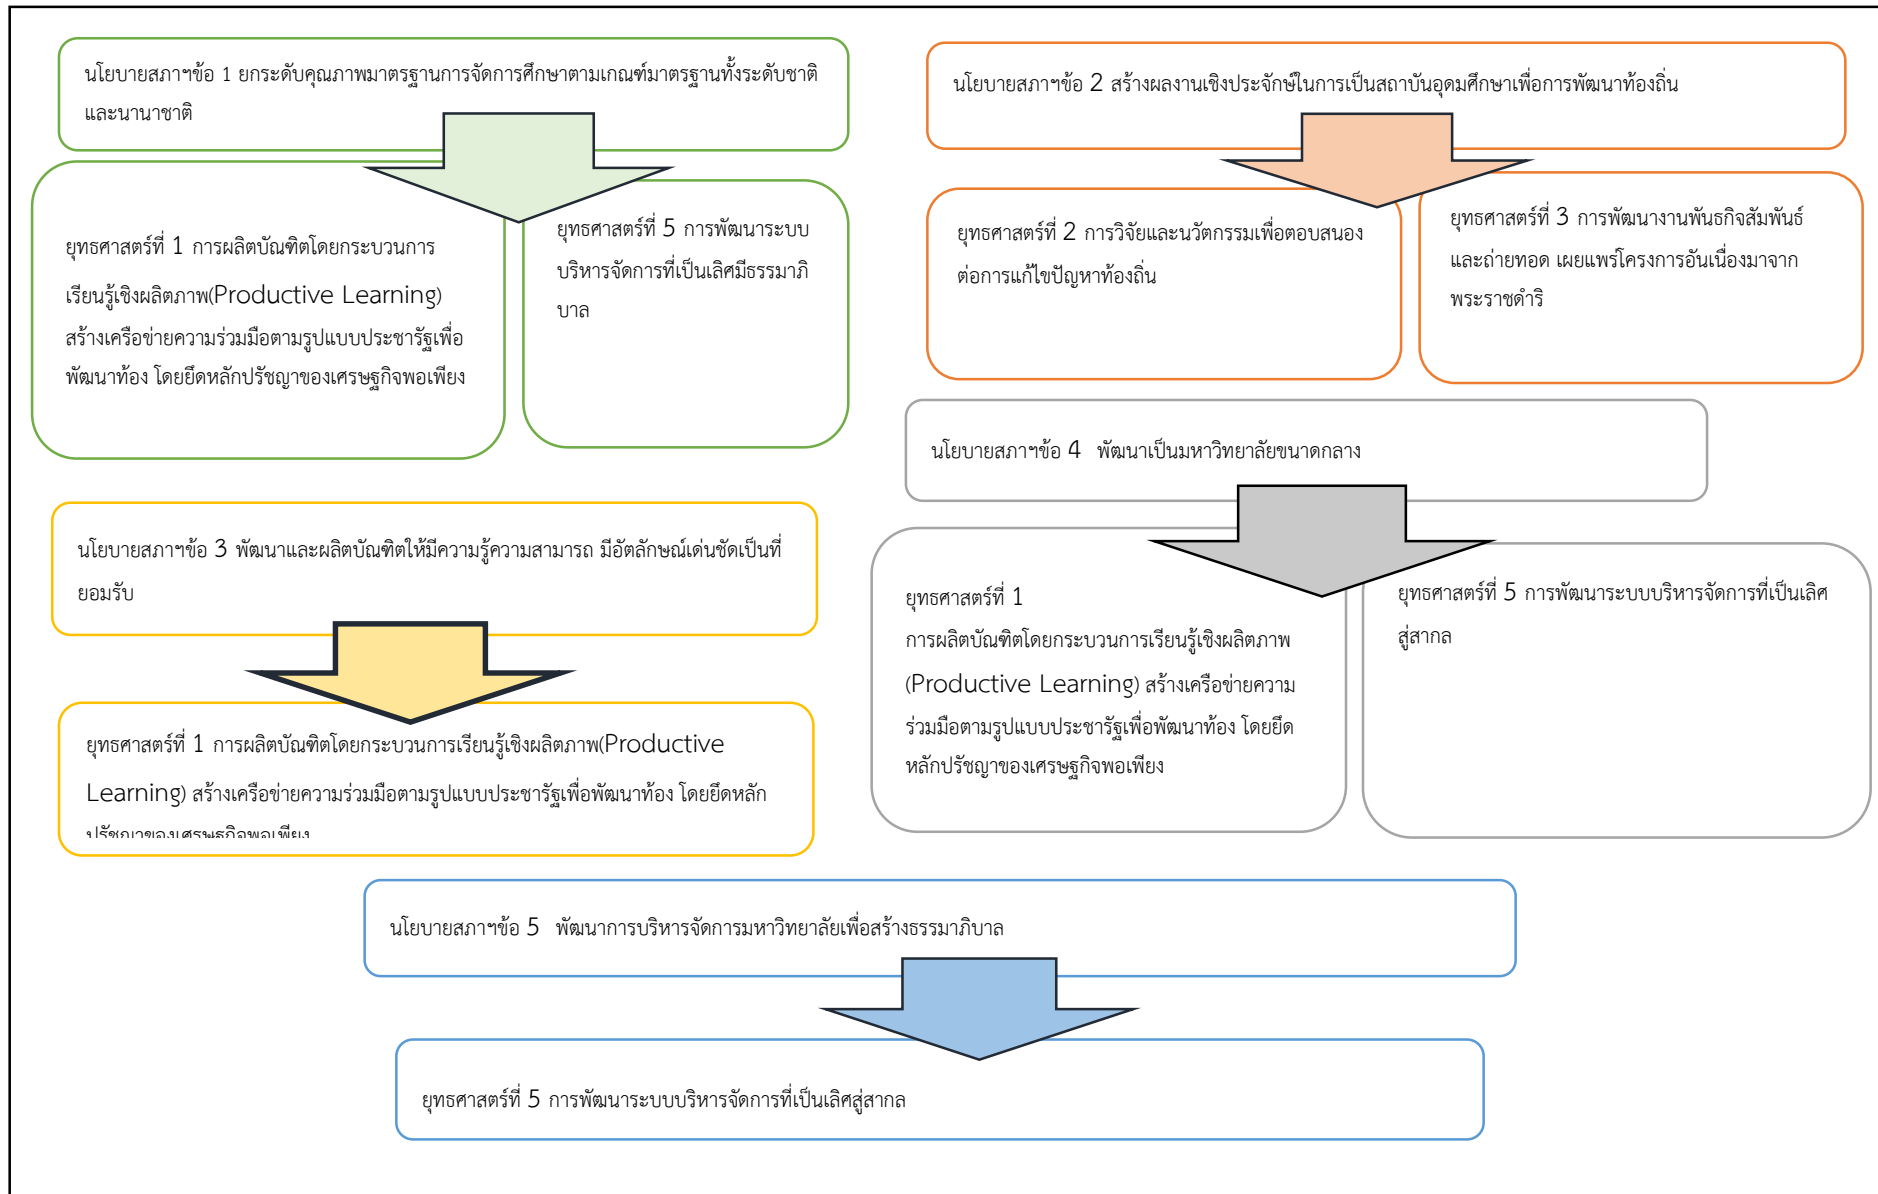 นโยบายสภาฯข้อ 1 ยกระดับคุณภาพมาตรฐานการจัดการศึกษาตามเกณฑ์มาตรฐานทั้งระดับชาติ
และนานาชาติ
ยุทธศาสตร์ที่ 1 การผลิตบัณฑิตโดยกระบวนการ
เรียนรู้เชิงผลิตภาพ(Productive Learning)
สร้างเครือข่ายความร่วมมือตามรูปแบบประชารัฐเพื่อ
พัฒนาท้อง โดยยึดหลักปรัชญาของเศรษฐกิจพอเพียง
ยุทธศาสตร์ที่ 5 การพัฒนาระบบ
บริหารจัดการที่เป็นเลิศมีธรรมาภิ
บาล
นโยบายสภาฯข้อ 2 สร้างผลงานเชิงประจักษ์ในการเป็นสถาบันอุดมศึกษาเพื่อการพัฒนาท้องถิ่น
ยุทธศาสตร์ที่ 2 การวิจัยและนวัตกรรมเพื่อตอบสนอง
ต่อการแก้ไขปัญหาท้องถิ่น
ยุทธศาสตร์ที่ 3 การพัฒนางานพันธกิจสัมพันธ์
และถ่ายทอด เผยแพร่โครงการอันเนื่องมาจาก
พระราชดำริ
นโยบายสภาฯข้อ 3 พัฒนาและผลิตบัณฑิตให้มีความรู้ความสามารถ มีอัตลักษณ์เด่นชัดเป็นที่
ยอมรับ
ยุทธศาสตร์ที่ 1 การผลิตบัณฑิตโดยกระบวนการเรียนรู้เชิงผลิตภาพ(Productive
Learning) สร้างเครือข่ายความร่วมมือตามรูปแบบประชารัฐเพื่อพัฒนาท้อง โดยยึดหลัก
ปรัชญาของเศรษฐกิจพอเพียง
นโยบายสภาฯข้อ 4 พัฒนาเป็นมหาวิทยาลัยขนาดกลาง
ยุทธศาสตร์ที่ 1
การผลิตบัณฑิตโดยกระบวนการเรียนรู้เชิงผลิตภาพ
(Productive Learning) สร้างเครือข่ายความ
ร่วมมือตามรูปแบบประชารัฐเพื่อพัฒนาท้อง โดยยึด
หลักปรัชญาของเศรษฐกิจพอเพียง
ยุทธศาสตร์ที่ 5 การพัฒนาระบบบริหารจัดการที่เป็นเลิศ
สู่สากล
นโยบายสภาฯข้อ 5 พัฒนาการบริหารจัดการมหาวิทยาลัยเพื่อสร้างธรรมาภิบาล
ยุทธศาสตร์ที่ 5 การพัฒนาระบบบริหารจัดการที่เป็นเลิศสู่สากล